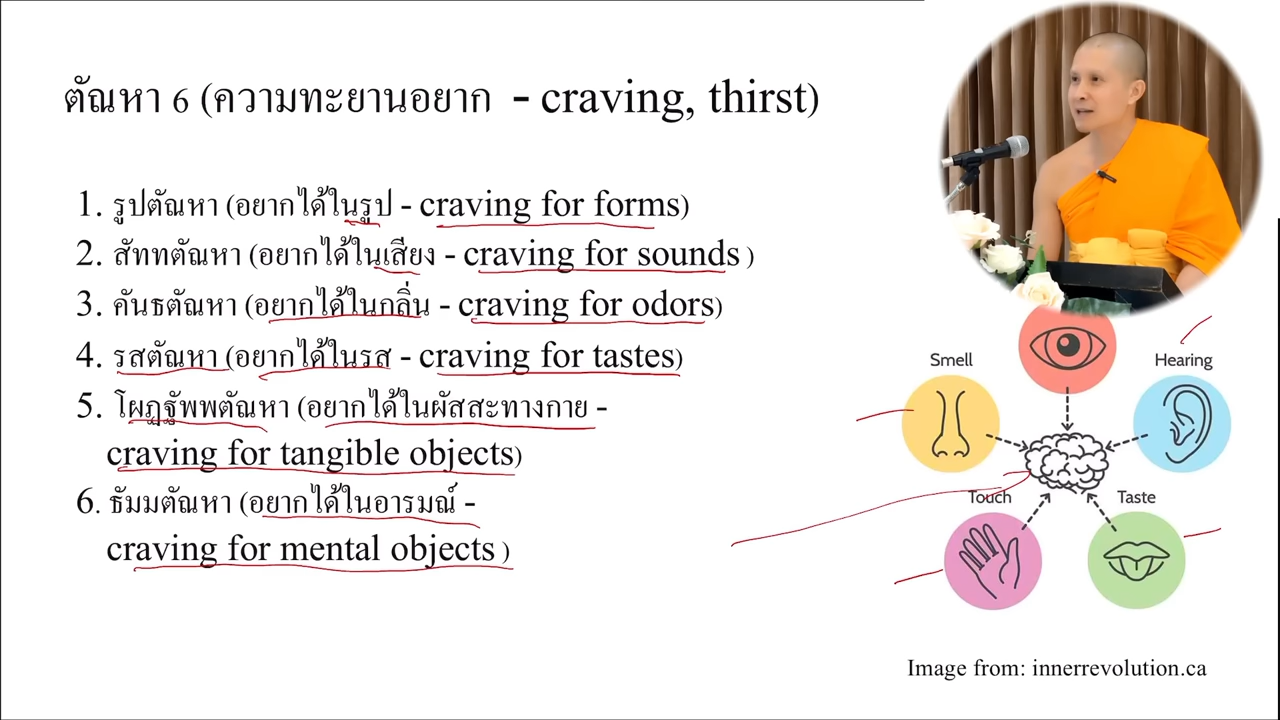 ตัณหา 6 (ความทะยานอยาก - craving, thirst)
1. รูปตัณหา (อยากได้ในรูป - craving for forms)
2. สัททตัณหา (อยากได้ในเสียง - craving for sounds )
3. คันธตัณหา (อยากได้ในกลิ่น - craving for odors)
4. รสตัณหา (อยากได้ในรส - craving for tastes)
5. โผฏฐัพพตัณหา (อยากได้ในผัสสะทางกาย -
craving for tangible objects)
6. ธัมมตัณหา (อยากได้ในอารมณ์ -
craving for mental objects )
Smell
Hearing
Touch
Taste
Image from: innerrevolution.ca